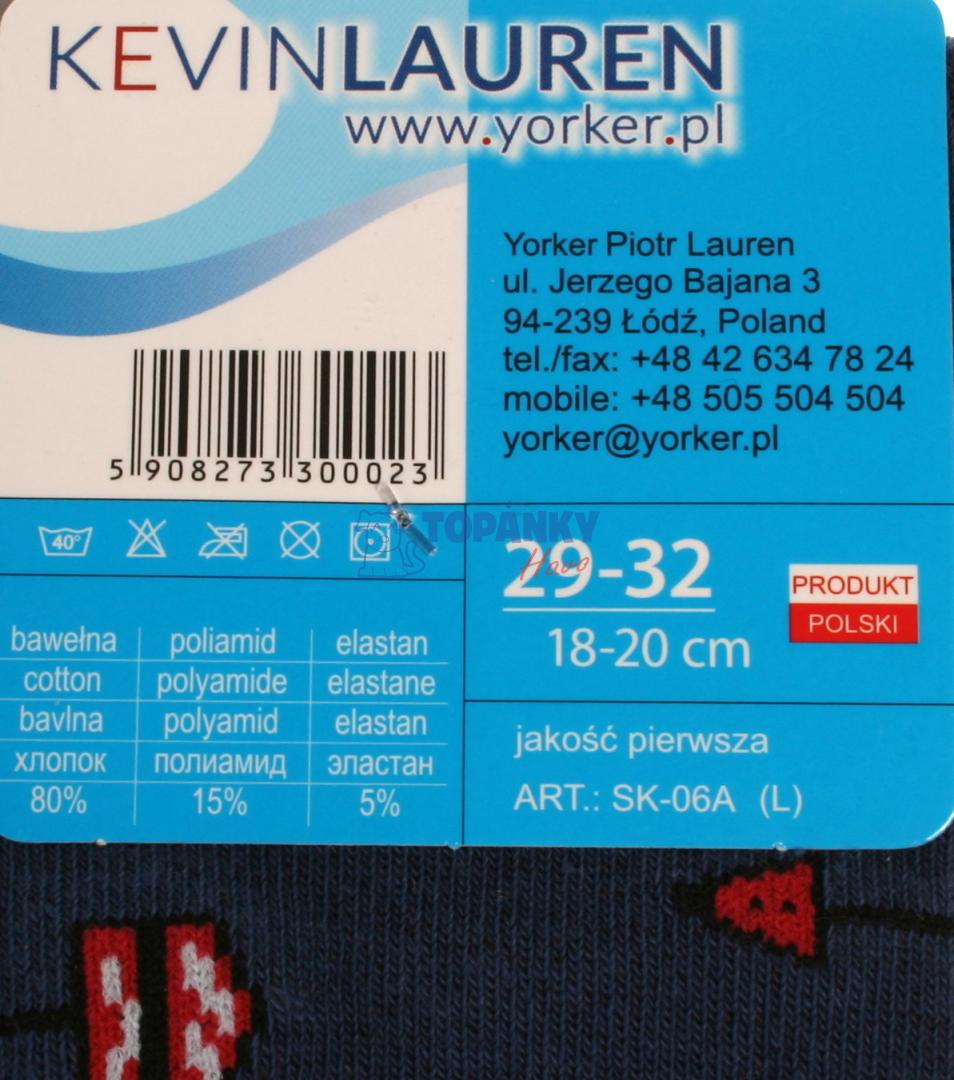 KEVINLAUREN
www.yorker.pl
Yorker Piotr Lauren
ul. Jerzego Bajana 3
94-239 Łódź, Poland
tel./fax: +48 42 634 78 24
mobile: +48 505 504 504
yorker@yorker.pl
5 908273 300023
40°
TOPÁNKY
Havo
29-32
18-20 cm
PRODUKT
POLSKI
bawełna poliamid elastan
cotton polyamide elastane
bavlna polyamid elastan
хлопок полиамид эластан
80% 15% 5%
jakość pierwsza
ART.: SK-06A (L)